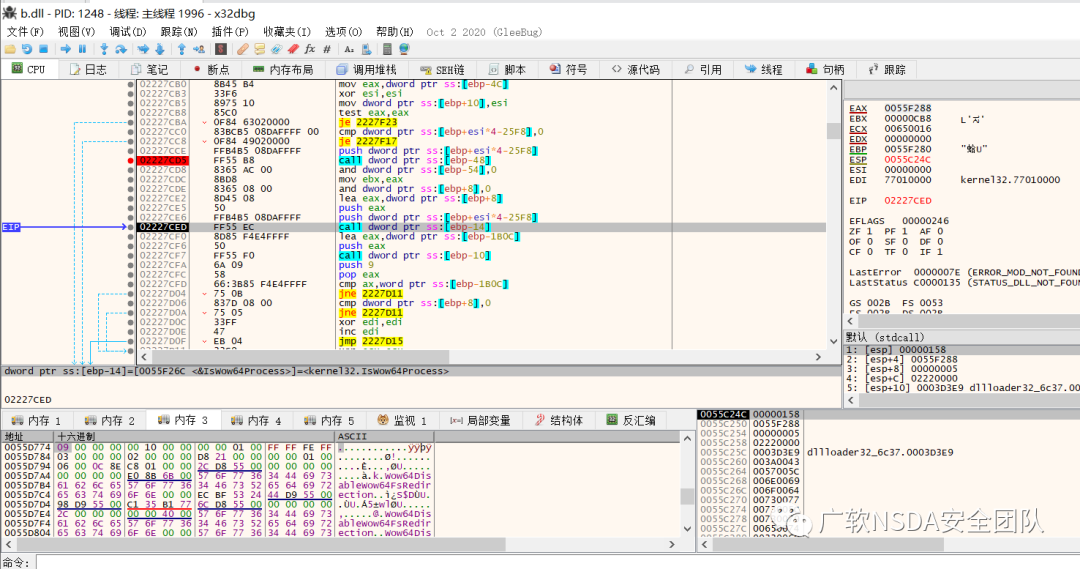 b.dll - PID: 1248 - 线程: 主线程 1996 - x32dbg
文件(F) 视图(V) 调试(D) 跟踪(N) 插件(P) 收藏夹(I) 选项(O) 帮助(H) Oct 2 2020 (GleeBug)
CPU 日志 笔记 断点 内存布局 调用堆栈 SEH链 脚本 符号 源代码 引用 线程 句柄 跟踪
02227CB0 8B45 B4 mov eax,dword ptr ss:[ebp-4C]
02227CB3 33F6 xor esi,esi
02227CB5 8975 10 mov dword ptr ss:[ebp+10],esi
02227CB8 85C0 test eax,eax
02227CBA 0F84 63020000 je 2227F23
02227CC0 83BCB5 08DAFFFF 00 cmp dword ptr ss:[ebp+esi*4-25F8],0
02227CC8 0F84 49020000 je 2227F17
02227CCE FFB4B5 08DAFFFF push dword ptr ss:[ebp+esi*4-25F8]
02227CD5 FF55 B8 call dword ptr ss:[ebp-48]
02227CD8 8365 AC 00 and dword ptr ss:[ebp-54],0
02227CDC 8BD8 mov ebx,eax
02227CDE 8365 08 00 and dword ptr ss:[ebp+8],0
02227CE2 8D45 08 lea eax,dword ptr ss:[ebp+8]
02227CE5 50 push eax
02227CE6 FFB4B5 08DAFFFF push dword ptr ss:[ebp+esi*4-25F8]
EIP 02227CED FF55 EC call dword ptr ss:[ebp-14]
02227CF0 8D85 F4E4FFFF lea eax,dword ptr ss:[ebp-1B0C]
02227CF6 50 push eax
02227CF7 FF55 F0 call dword ptr ss:[ebp-10]
02227CFA 6A 09 push 9
02227CFC 58 pop eax
02227CFD 66:3B85 F4E4FFFF cmp ax,word ptr ss:[ebp-1B0C]
02227D04 75 0B jne 2227D11
02227D06 837D 08 00 cmp dword ptr ss:[ebp+8],0
02227D0A 75 05 jne 2227D11
02227D0C 33FF xor edi,edi
02227D0E 47 inc edi
02227D0F EB 04 jmp 2227D15
EAX 0055F288
EBX 00000CB8
ECX 00650016
EDX 00000000
EBP 0055F280
ESP 0055C24C
ESI 00000000
EDI 77010000 kernel32.77010000
EIP 02227CED
EFLAGS 00000246
ZF 1 PF 1 AF 0
OF 0 SF 0 DF 0
CF 0 TF 0 IF 1
LastError 0000007E (ERROR_MOD_NOT_FOUN
LastStatus C0000135 (STATUS_DLL_NOT_FOUN
GS 002B FS 0053
默认 (stdcall)
1: [esp] 00000158
2: [esp+4] 0055F288
3: [esp+8] 00000005
4: [esp+C] 02220000
5: [esp+10] 0003D3E9 dllloader32_6c37.00
dword ptr ss:[ebp-14]=[0055F26C <&IsWow64Process>]=<kernel32.IsWow64Process>
02227CED
内存 1 内存 2 内存 3 内存 4 内存 5 监视 1 局部变量 结构体 反汇编
地址 十六进制 ASCII
0055D774 09 00 00 00 00 10 00 00 00 00 01 00 FF FF FE FF
0055D784 03 00 00 00 02 00 00 00 D8 21 00 00 00 00 01 00
0055D794 06 00 0C 8E C8 01 00 00 2C D8 55 00 00 00 00 00
0055D7A4 00 00 00 00 E0 8B 6B 00 57 6F 77 36 34 44 69 73 .....à.k.Wow64Dis
0055D7B4 61 62 6C 65 57 6F 77 36 34 46 73 52 65 64 69 72 ableWow64FsRedir
0055D7C4 65 63 74 69 6F 6E 00 00 EC BF 53 24 44 D9 55 00
0055D7D4 98 D9 55 00 C1 35 B1 77 6C D8 55 00 00 00 00 00
0055D7E4 2C 00 00 00 00 00 40 00 57 6F 77 36 34 44 69 73 ,.....@.Wow64Dis
0055D7F4 61 62 6C 65 57 6F 77 36 34 46 73 52 65 64 69 72 ableWow64FsRedir
0055D804 65 63 74 69 6F 6E 00 00
0055C24C 00000158
0055C250 0055F288
0055C254 00000005
0055C258 02220000
0055C25C 0003D3E9 dllloader32_6c37.0003D3E9
0055C260 003A0043
0055C264 0057005C
0055C268 006E0069
0055C26C 006F0064
0055C270 00730077
广软NSDA安全团队
命令: